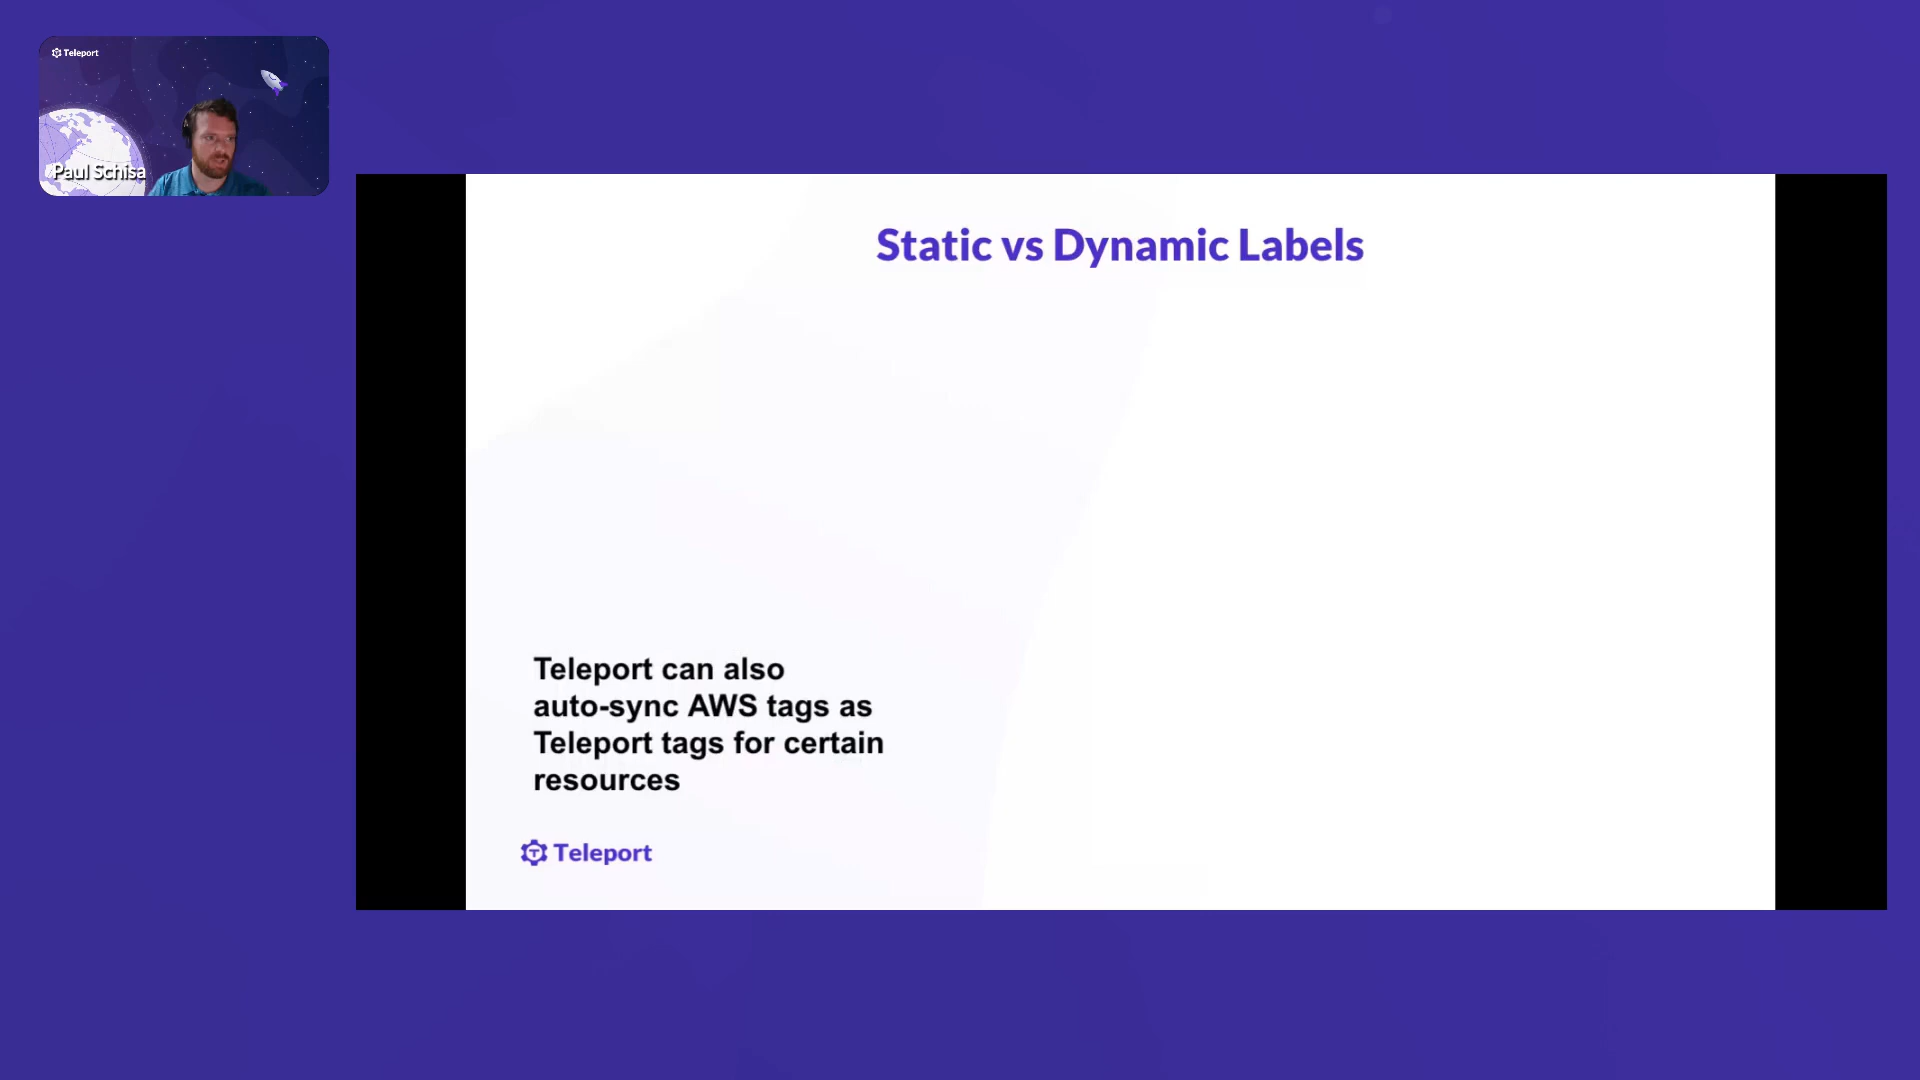 Teleport
Paul Schisa
Static vs Dynamic Labels
Teleport can also
auto-sync AWS tags as
Teleport tags for certain
resources
Teleport